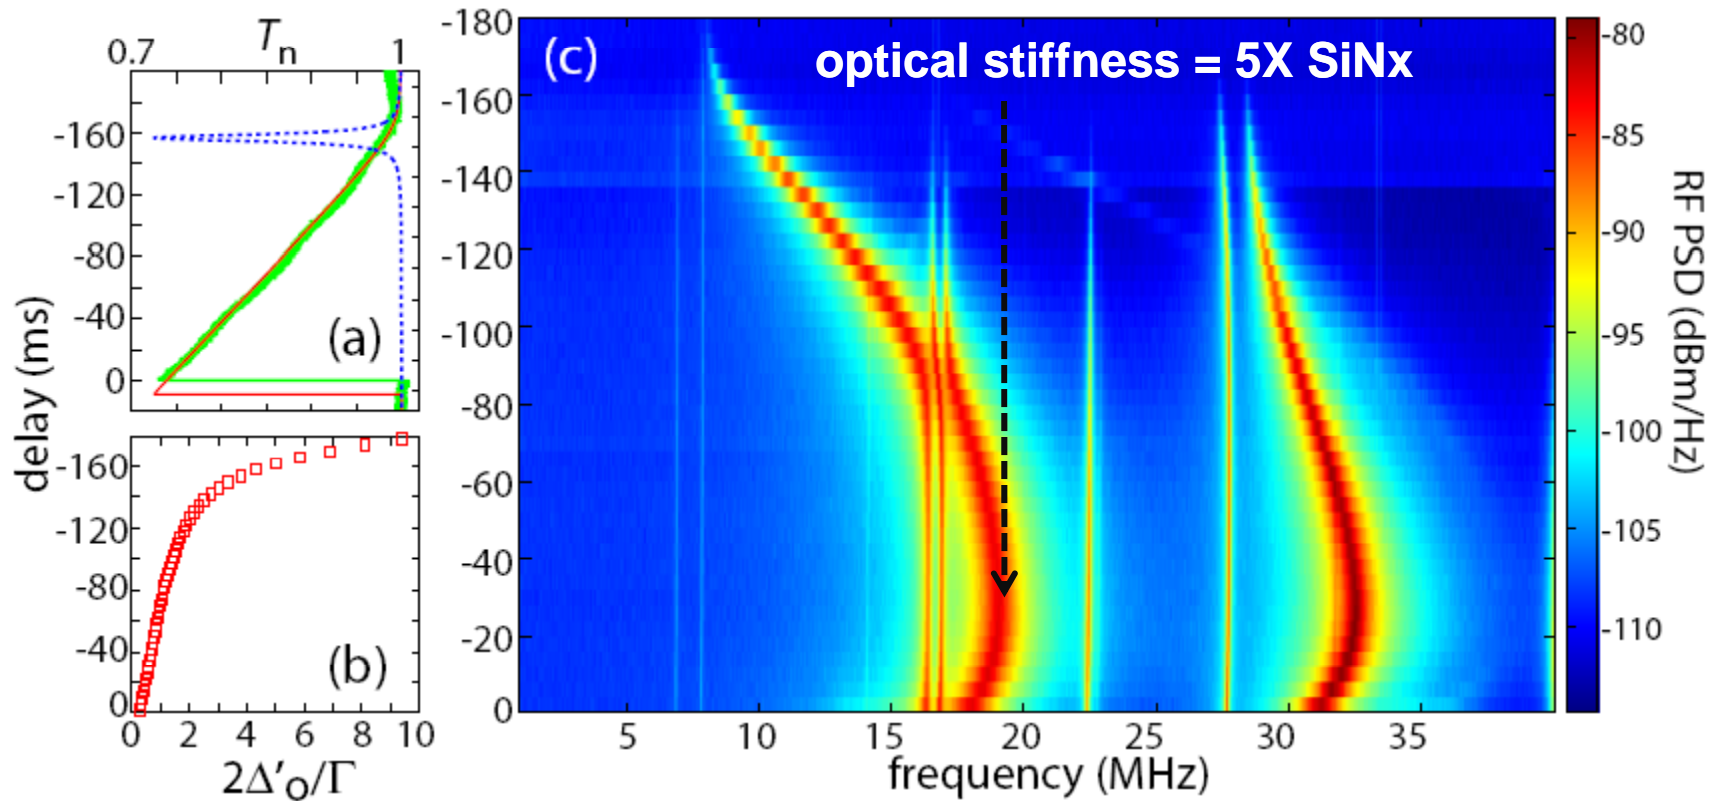 0.7 Tn 1
-160
-120
-80
-40
0
(a)
delay (ms)
-160
-120
-80
-40
0
(b)
0 2 4 6 8 10
2Δ′O/Γ
(c)
optical stiffness = 5X SiNx
-180
-160
-140
-120
-100
-80
-60
-40
-20
0
5 10 15 20 25 30 35
frequency (MHz)
-80
-85
-90
-95
-100
-105
-110
RF PSD (dBm/Hz)